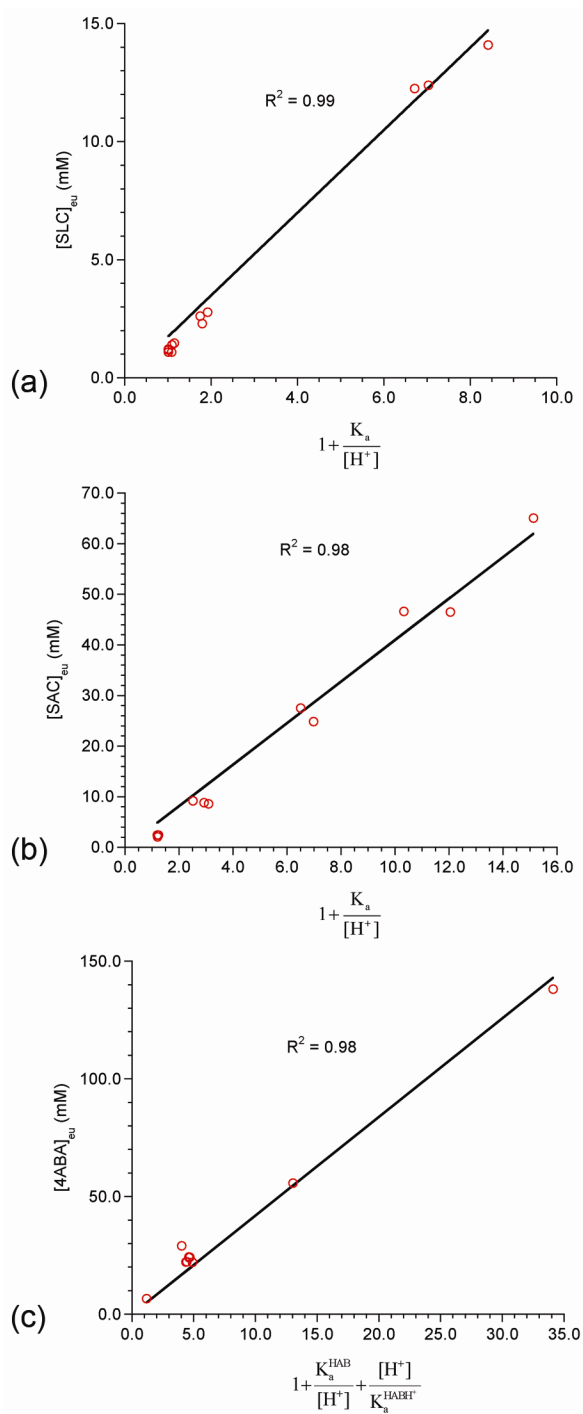 15.0
10.0
5.0
0.0
[SLC]eu (mM)
R² = 0.99
(a)
0.0 2.0 4.0 6.0 8.0 10.0
1 + Ka/[H⁺]
70.0
60.0
50.0
40.0
30.0
20.0
10.0
0.0
[SAC]eu (mM)
R² = 0.98
(b)
0.0 2.0 4.0 6.0 8.0 10.0 12.0 14.0 16.0
1 + Ka/[H⁺]
150.0
100.0
50.0
0.0
[4ABA]eu (mM)
R² = 0.98
(c)
0.0 5.0 10.0 15.0 20.0 25.0 30.0 35.0
1 + Ka^HAB/[H⁺] + [H⁺]/Ka^HABH⁺